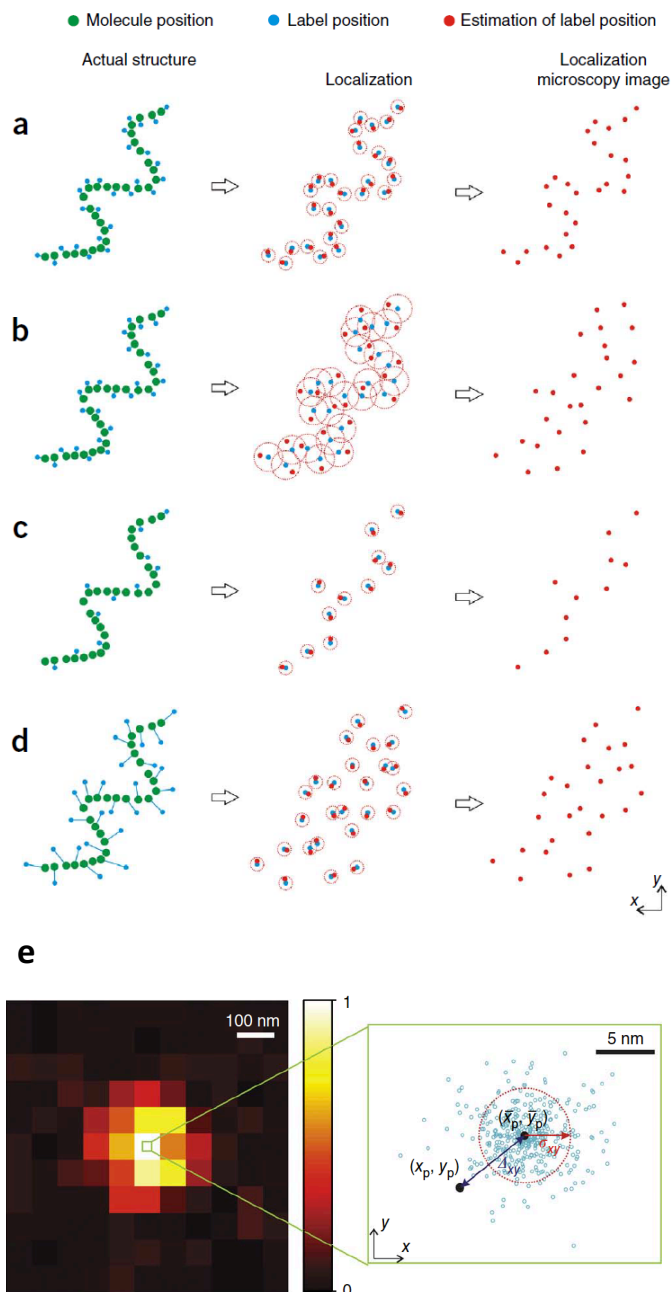 Molecule position Label position Estimation of label position
Actual structure
Localization
Localization
microscopy image
a
b
c
d
y
x
e
100 nm
1
0
5 nm
(x̄p, ȳp)
σxy
(xp, yp)
Δxy
y
x